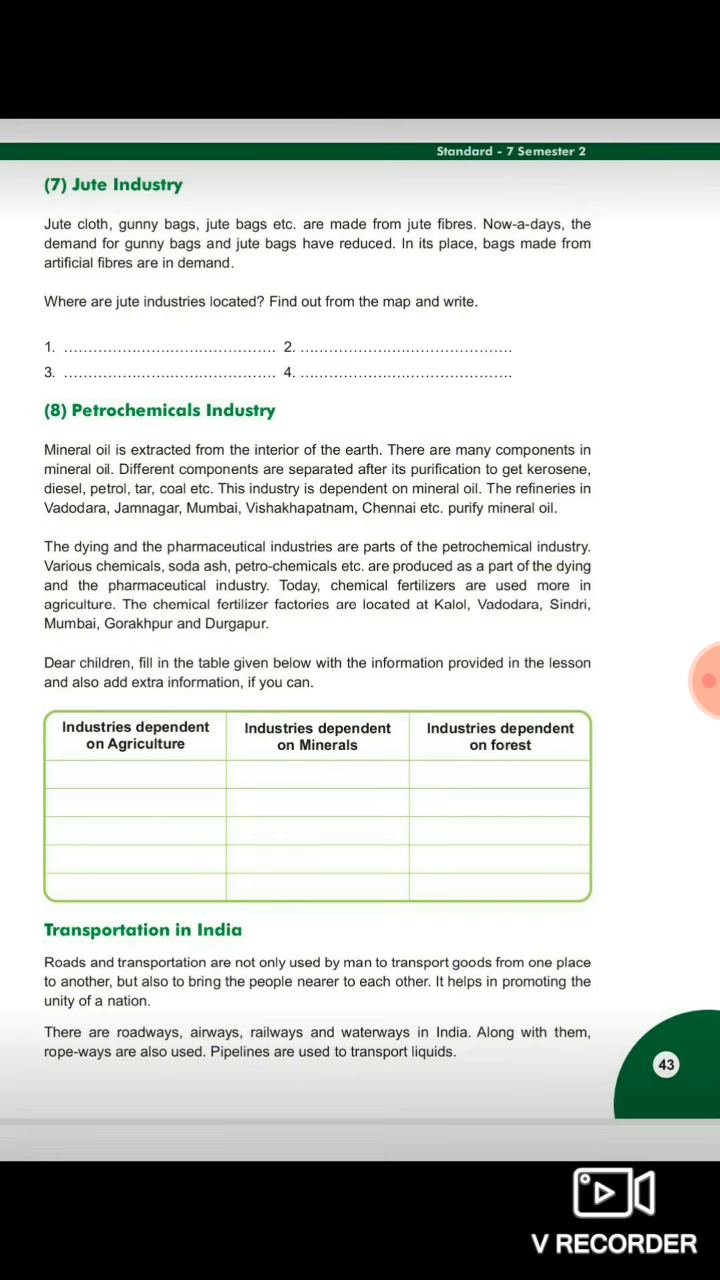 Standard - 7 Semester 2
(7) Jute Industry
Jute cloth, gunny bags, jute bags etc. are made from jute fibres. Now-a-days, the
demand for gunny bags and jute bags have reduced. In its place, bags made from
artificial fibres are in demand.
Where are jute industries located? Find out from the map and write.
1. ............................................ 2. ............................................
3. ............................................ 4. ............................................
(8) Petrochemicals Industry
Mineral oil is extracted from the interior of the earth. There are many components in
mineral oil. Different components are separated after its purification to get kerosene,
diesel, petrol, tar, coal etc. This industry is dependent on mineral oil. The refineries in
Vadodara, Jamnagar, Mumbai, Vishakhapatnam, Chennai etc. purify mineral oil.
The dying and the pharmaceutical industries are parts of the petrochemical industry.
Various chemicals, soda ash, petro-chemicals etc. are produced as a part of the dying
and the pharmaceutical industry. Today, chemical fertilizers are used more in
agriculture. The chemical fertilizer factories are located at Kalol, Vadodara, Sindri,
Mumbai, Gorakhpur and Durgapur.
Dear children, fill in the table given below with the information provided in the lesson
and also add extra information, if you can.
Industries dependent
on Agriculture
Industries dependent
on Minerals
Industries dependent
on forest
Transportation in India
Roads and transportation are not only used by man to transport goods from one place
to another, but also to bring the people nearer to each other. It helps in promoting the
unity of a nation.
There are roadways, airways, railways and waterways in India. Along with them,
rope-ways are also used. Pipelines are used to transport liquids.
43
V RECORDER